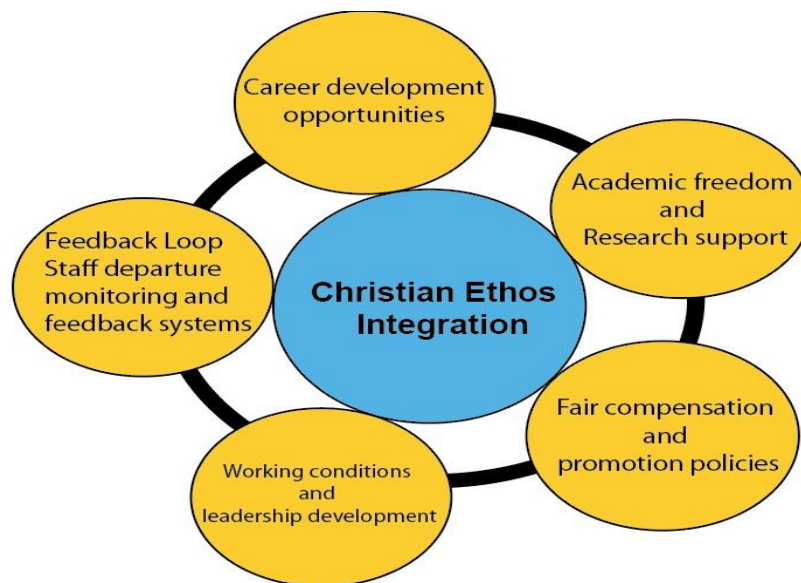 Career development
opportunities
Academic freedom
and
Research support
Feedback Loop
Staff departure
monitoring and
feedback systems
Christian Ethos
Integration
Fair compensation
and
promotion policies
Working conditions
and
leadership development